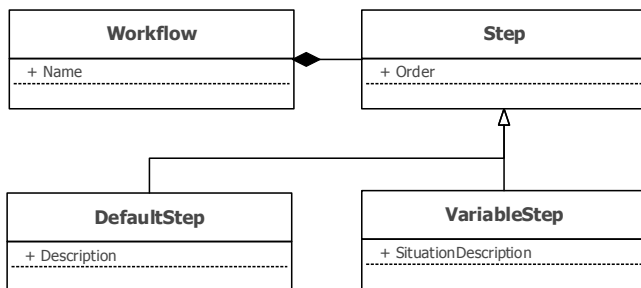 Workflow
+ Name
Step
+ Order
DefaultStep
+ Description
VariableStep
+ SituationDescription